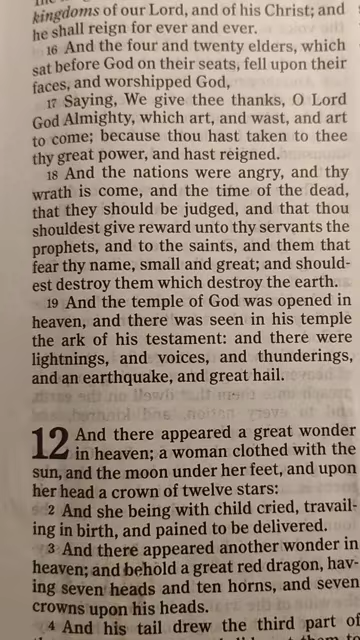 kingdoms of our Lord, and of his Christ; and
he shall reign for ever and ever.
16 And the four and twenty elders, which
sat before God on their seats, fell upon their
faces, and worshipped God,
17 Saying, We give thee thanks, O Lord
God Almighty, which art, and wast, and art
to come; because thou hast taken to thee
thy great power, and hast reigned.
18 And the nations were angry, and thy
wrath is come, and the time of the dead,
that they should be judged, and that thou
shouldest give reward unto thy servants the
prophets, and to the saints, and them that
fear thy name, small and great; and should-
est destroy them which destroy the earth.
19 And the temple of God was opened in
heaven, and there was seen in his temple
the ark of his testament: and there were
lightnings, and voices, and thunderings,
and an earthquake, and great hail.
12 And there appeared a great wonder
in heaven; a woman clothed with the
sun, and the moon under her feet, and upon
her head a crown of twelve stars:
2 And she being with child cried, travail-
ing in birth, and pained to be delivered.
3 And there appeared another wonder in
heaven; and behold a great red dragon, hav-
ing seven heads and ten horns, and seven
crowns upon his heads.
4 And his tail drew the third part of